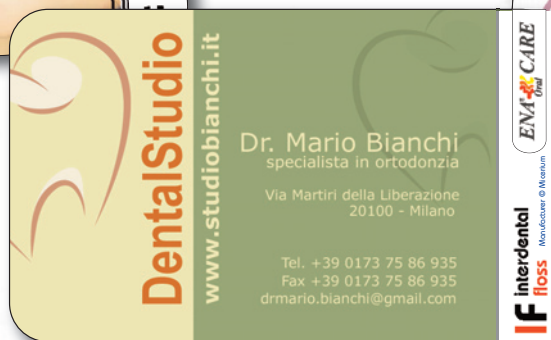 DentalStudio
www.studiobianchi.it
Dr. Mario Bianchi
specialista in ortodonzia
Via Martiri della Liberazione
20100 - Milano
Tel. +39 0173 75 86 935
Fax +39 0173 75 86 935
drmario.bianchi@gmail.com
ENA CARE
Oral
IF interdental
floss
Manufacturer © Micerium